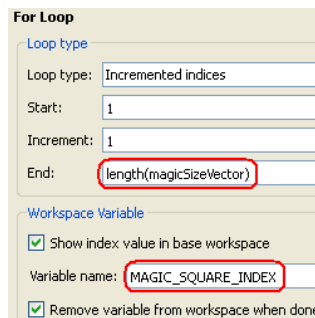 For Loop
Loop type
Loop type: Incremented indices
Start: 1
Increment: 1
End: length(magicSizeVector)
Workspace Variable
Show index value in base workspace
Variable name: MAGIC_SQUARE_INDEX
Remove variable from workspace when done